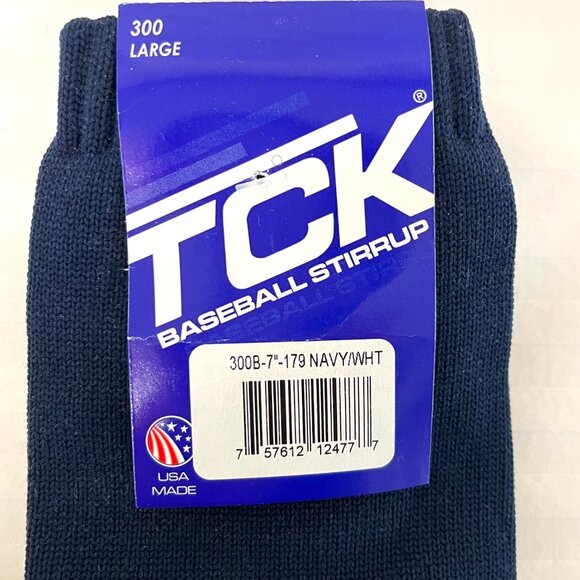 300
LARGE
TCK®
BASEBALL STIRRUP
300B-7"-179 NAVY/WHT
7 57612 12477 7
USA
MADE